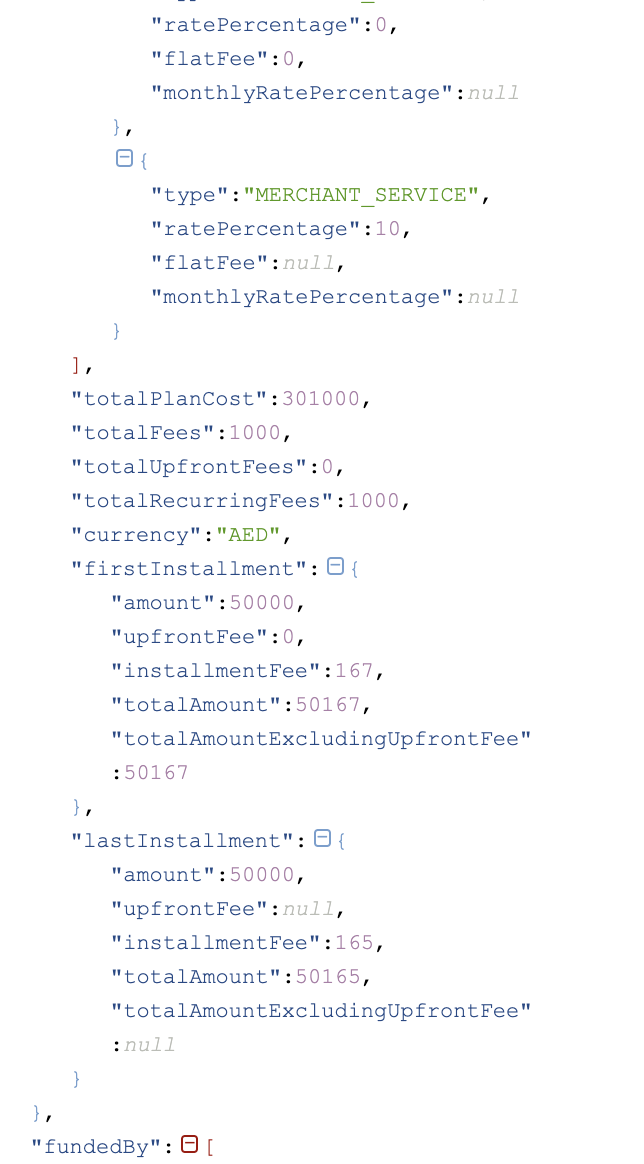 "ratePercentage":0,
"flatFee":0,
"monthlyRatePercentage":null
},
{
"type":"MERCHANT_SERVICE",
"ratePercentage":10,
"flatFee":null,
"monthlyRatePercentage":null
}
],
"totalPlanCost":301000,
"totalFees":1000,
"totalUpfrontFees":0,
"totalRecurringFees":1000,
"currency":"AED",
"firstInstallment":{
"amount":50000,
"upfrontFee":0,
"installmentFee":167,
"totalAmount":50167,
"totalAmountExcludingUpfrontFee"
:50167
},
"lastInstallment":{
"amount":50000,
"upfrontFee":null,
"installmentFee":165,
"totalAmount":50165,
"totalAmountExcludingUpfrontFee"
:null
}
},
"fundedBy":[